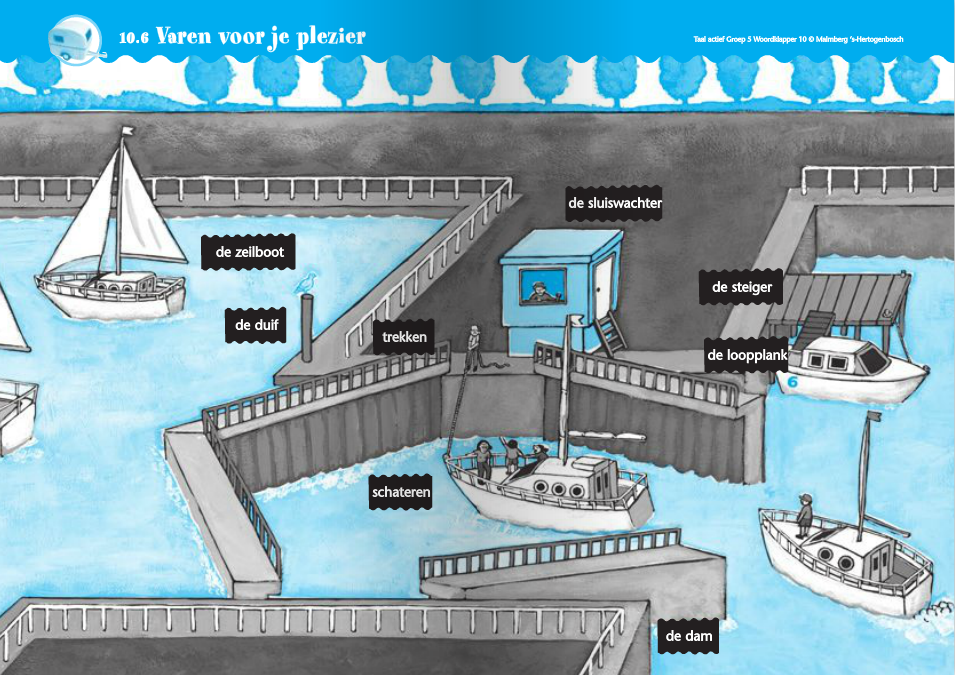 10.6 Varen voor je plezier
Taal actief Groep 5 Woordklapper 10 © Malmberg 's-Hertogenbosch
de sluiswachter
de zeilboot
de steiger
de duif
trekken
de loopplank
6
schateren
de dam